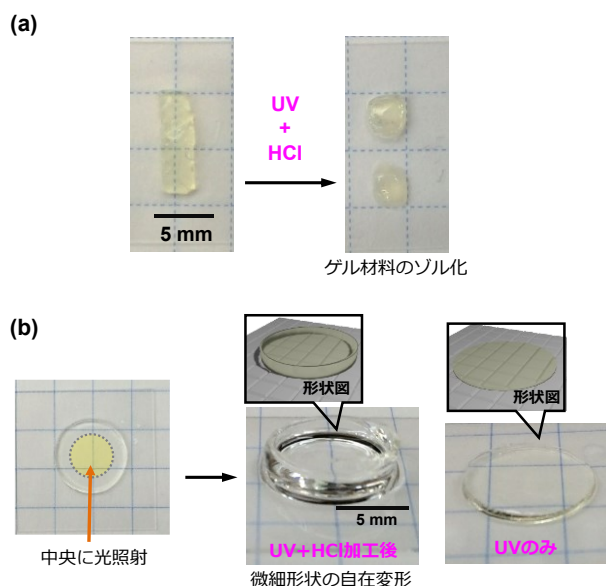 (a)
UV
+
HCl
5 mm
ゲル材料のゾル化
(b)
形状図
形状図
5 mm
中央に光照射
UV+HCl加工後
UVのみ
微細形状の自在変形